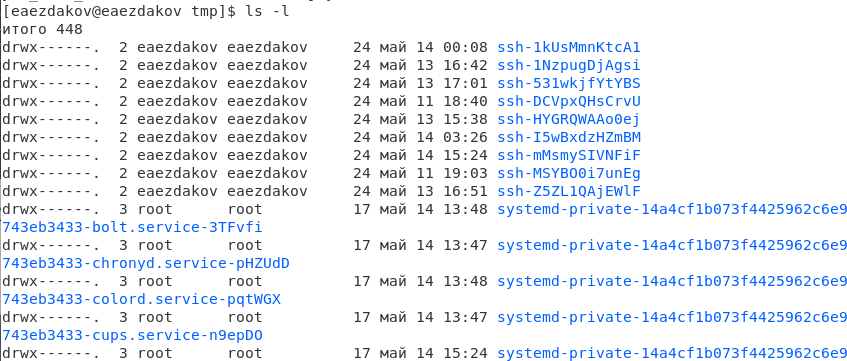 [eaezdakov@eaezdakov tmp]$ ls -l
итого 448
drwx------.  2 eaezdakov eaezdakov     24 май 14 00:08 ssh-1kUsMmnKtcA1
drwx------.  2 eaezdakov eaezdakov     24 май 13 16:42 ssh-1NzpugDjAgsi
drwx------.  2 eaezdakov eaezdakov     24 май 13 17:01 ssh-531wkjfYtYBS
drwx------.  2 eaezdakov eaezdakov     24 май 11 18:40 ssh-DCVpxQHsCrvU
drwx------.  2 eaezdakov eaezdakov     24 май 13 15:38 ssh-HYGRQWAAo0ej
drwx------.  2 eaezdakov eaezdakov     24 май 14 03:26 ssh-I5wBxdzHZmBM
drwx------.  2 eaezdakov eaezdakov     24 май 14 15:24 ssh-mMsmySIVNFiF
drwx------.  2 eaezdakov eaezdakov     24 май 11 19:03 ssh-MSYBO0i7unEg
drwx------.  2 eaezdakov eaezdakov     24 май 13 16:51 ssh-Z5ZL1QAjEWlF
drwx------.  3 root      root          17 май 14 13:48 systemd-private-14a4cf1b073f4425962c6e9
743eb3433-bolt.service-3TFvfi
drwx------.  3 root      root          17 май 14 13:47 systemd-private-14a4cf1b073f4425962c6e9
743eb3433-chronyd.service-pHZUdD
drwx------.  3 root      root          17 май 14 13:48 systemd-private-14a4cf1b073f4425962c6e9
743eb3433-colord.service-pqtWGX
drwx------.  3 root      root          17 май 14 13:47 systemd-private-14a4cf1b073f4425962c6e9
743eb3433-cups.service-n9epDO
drwx------.  3 root      root          17 май 14 15:24 systemd-private-14a4cf1b073f4425962c6e9